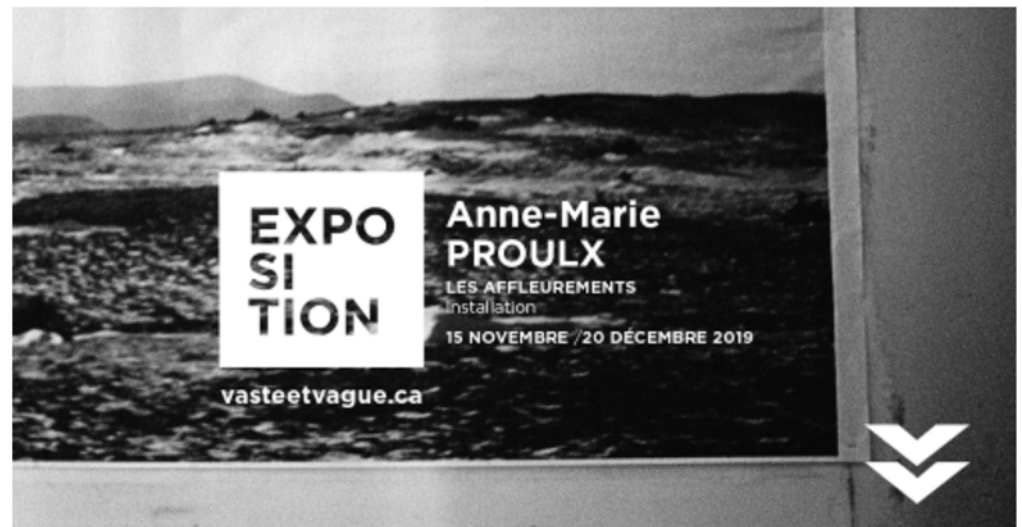 EXPO
SI
TION
Anne-Marie
PROULX
LES AFFLEUREMENTS
Installation
15 NOVEMBRE /20 DÉCEMBRE 2019
vasteetvague.ca